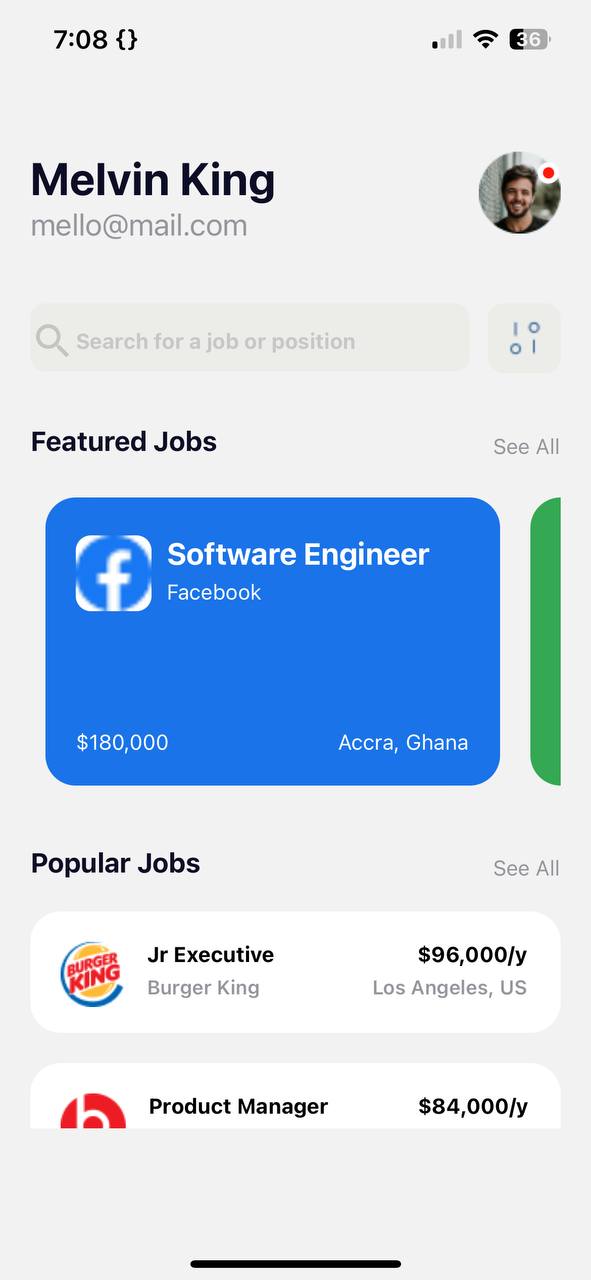 7:08 {}
36
Melvin King
mello@mail.com
Search for a job or position
Featured Jobs
See All
Software Engineer
Facebook
$180,000
Accra, Ghana
Popular Jobs
See All
BURGER
KING
Jr Executive
$96,000/y
Burger King
Los Angeles, US
Product Manager
$84,000/y